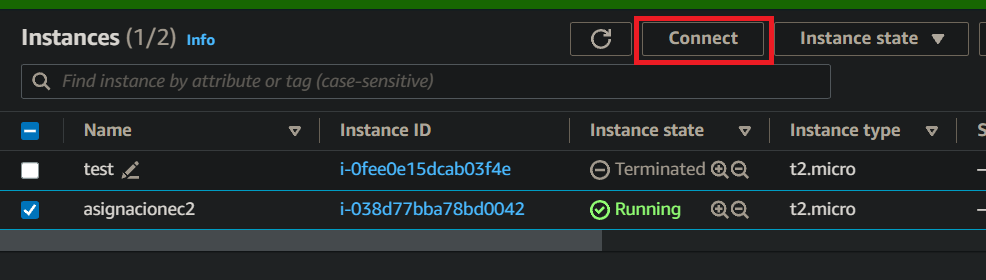 Instances (1/2) Info Connect Instance state
Find instance by attribute or tag (case-sensitive)
Name Instance ID Instance state Instance type S
test i-0fee0e15dcab03f4e Terminated t2.micro –
asignacionec2 i-038d77bba78bd0042 Running t2.micro –